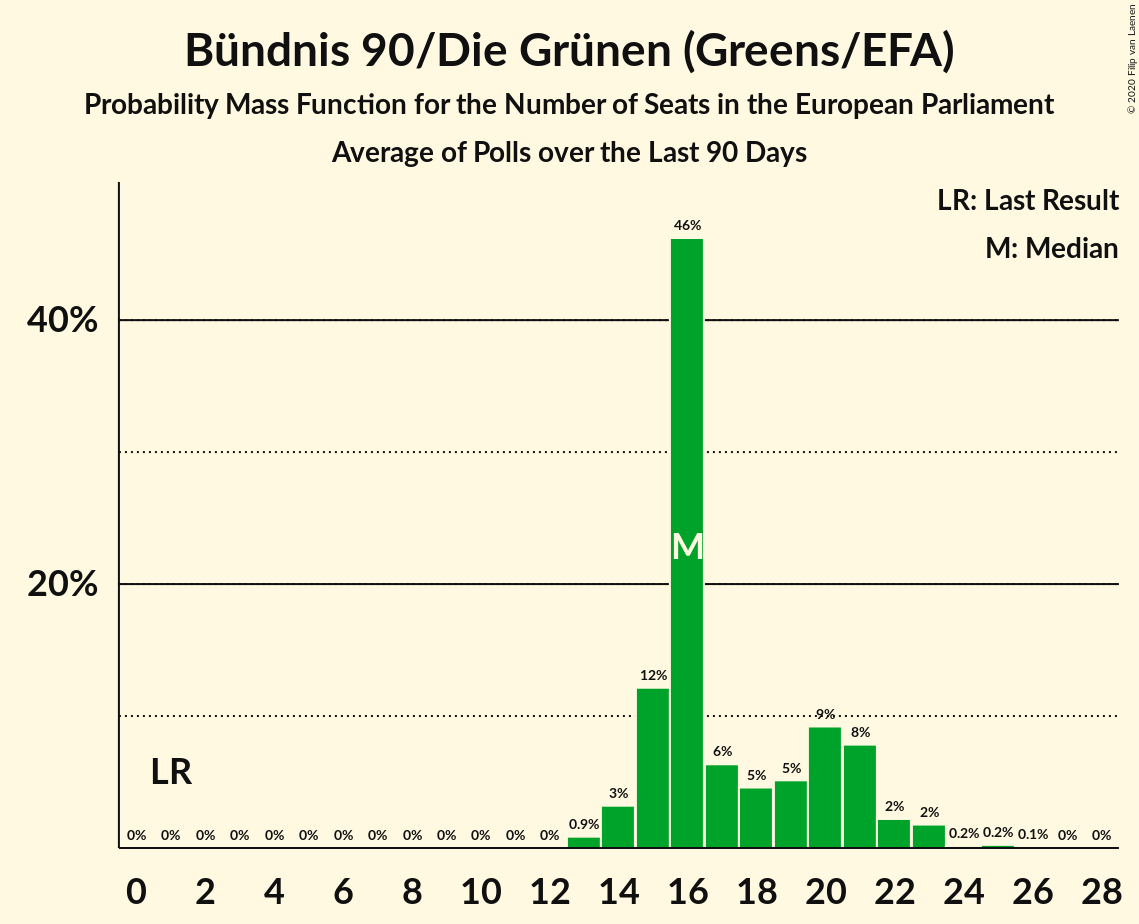 Bündnis 90/Die Grünen (Greens/EFA)
Probability Mass Function for the Number of Seats in the European Parliament
Average of Polls over the Last 90 Days
© 2020 Filip van Laenen
LR: Last Result
M: Median
46%
40%
M
20%
12%
9%
8%
6%
5%
5%
LR
3%
2%
2%
0% 0% 0% 0% 0% 0% 0% 0% 0% 0% 0% 0% 0% 0.9% 0.2% 0.2% 0.1% 0% 0%
0 2 4 6 8 10 12 14 16 18 20 22 24 26 28